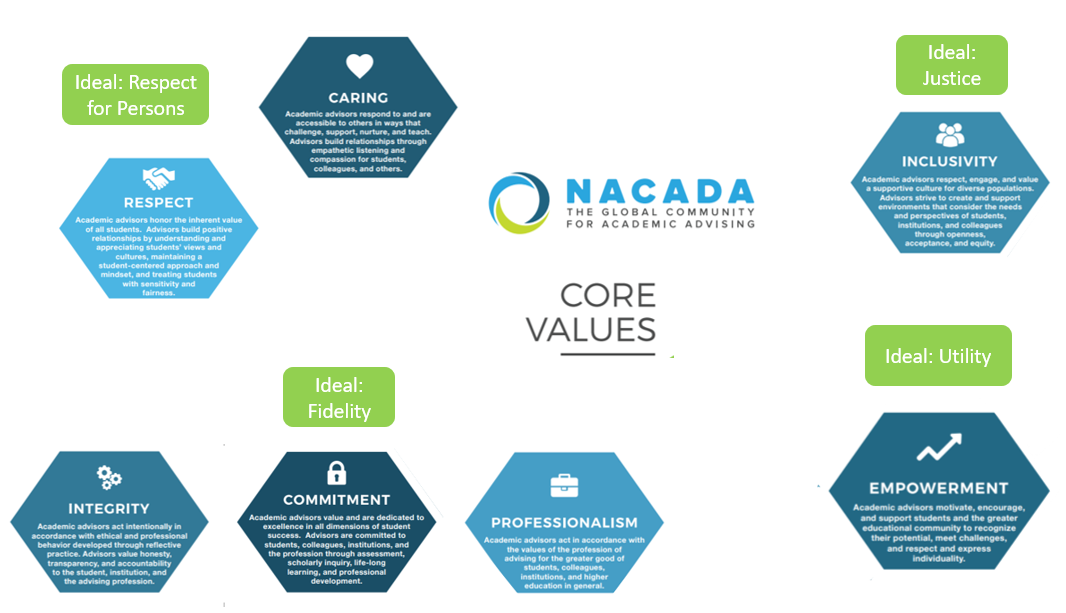 Ideal: Respect
for Persons
CARING
Academic advisors respond to and are
accessible to others in ways that
challenge, support, nurture, and teach.
Advisors build relationships through
empathetic listening and
compassion for students,
colleagues, and others.
RESPECT
Academic advisors honor the inherent value
of all students. Advisors build positive
relationships by understanding and
appreciating students' views and
cultures, maintaining a
student-centered approach and
mindset, and treating students
with sensitivity and
fairness.
NACADA
THE GLOBAL COMMUNITY
FOR ACADEMIC ADVISING
CORE
VALUES
Ideal:
Justice
INCLUSIVITY
Academic advisors respect, engage, and value
a supportive culture for diverse populations.
Advisors strive to create and support
environments that consider the needs
and perspectives of students,
institutions, and colleagues
through openness,
acceptance, and equity.
Ideal:
Fidelity
INTEGRITY
Academic advisors act intentionally in
accordance with ethical and professional
behavior developed through reflective
practice. Advisors value honesty,
transparency, and accountability
to the student, institution, and
the advising profession.
COMMITMENT
Academic advisors value and are dedicated to
excellence in all dimensions of student
success. Advisors are committed to
students, colleagues, institutions, and
the profession through assessment,
scholarly inquiry, life-long
learning, and professional
development.
PROFESSIONALISM
Academic advisors act in accordance with
the values of the profession of
advising for the greater good of
students, colleagues,
institutions, and higher
education in general.
Ideal: Utility
EMPOWERMENT
Academic advisors motivate, encourage,
and support students and the greater
educational community to recognize
their potential, meet challenges,
and respect and express
individuality.